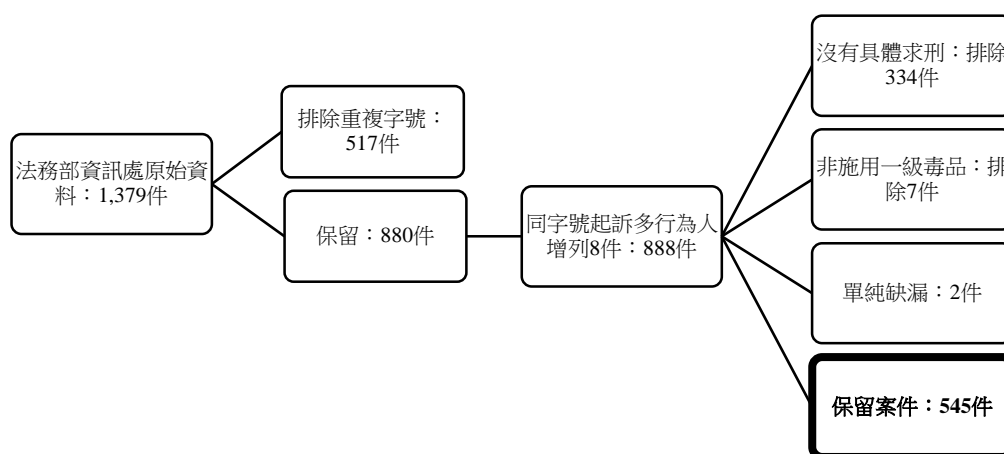 法務部資訊處原始資
料：1,379件
排除重複字號：
517件
保留：880件
同字號起訴多行為人
增列8件：888件
沒有具體求刑：排除
334件
非施用一級毒品：排
除7件
單純缺漏：2件
保留案件：545件